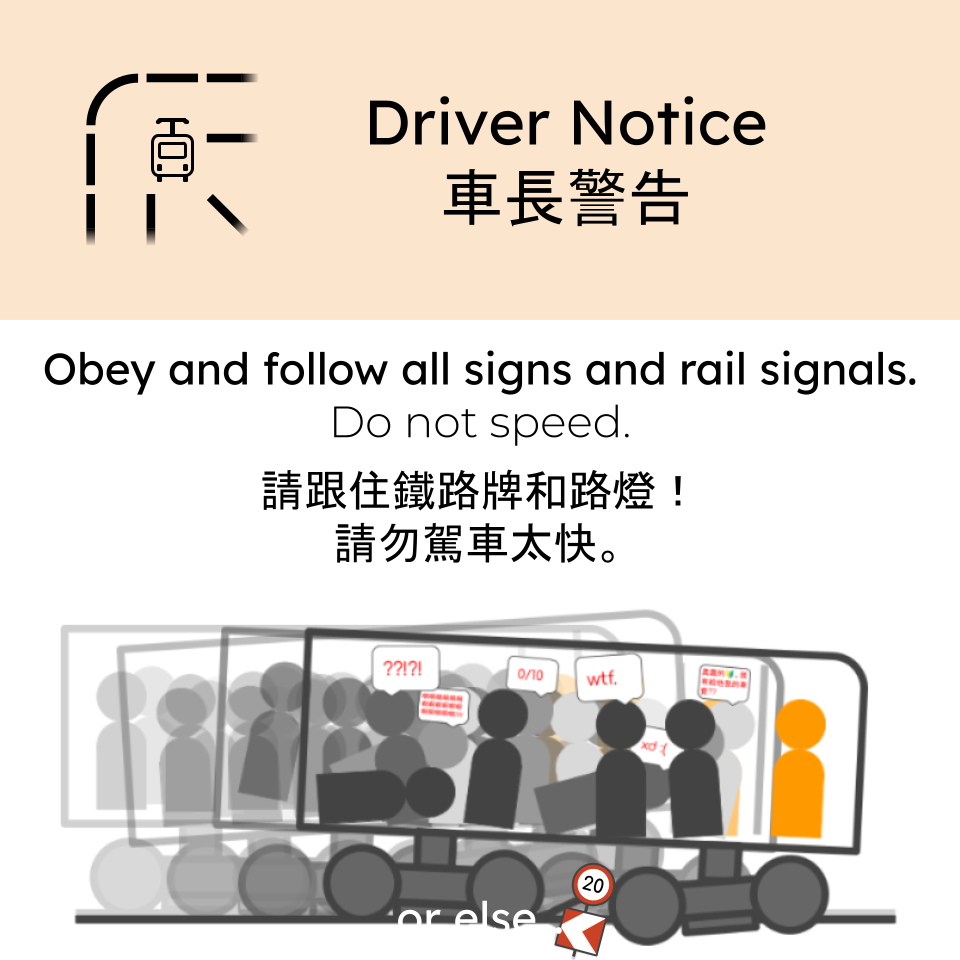 Driver Notice
車長警告
Obey and follow all signs and rail signals.
Do not speed.
請跟住鐵路牌和路燈！
請勿駕車太快。
??!?!
0/10
wtf.
xd :(
20
or else